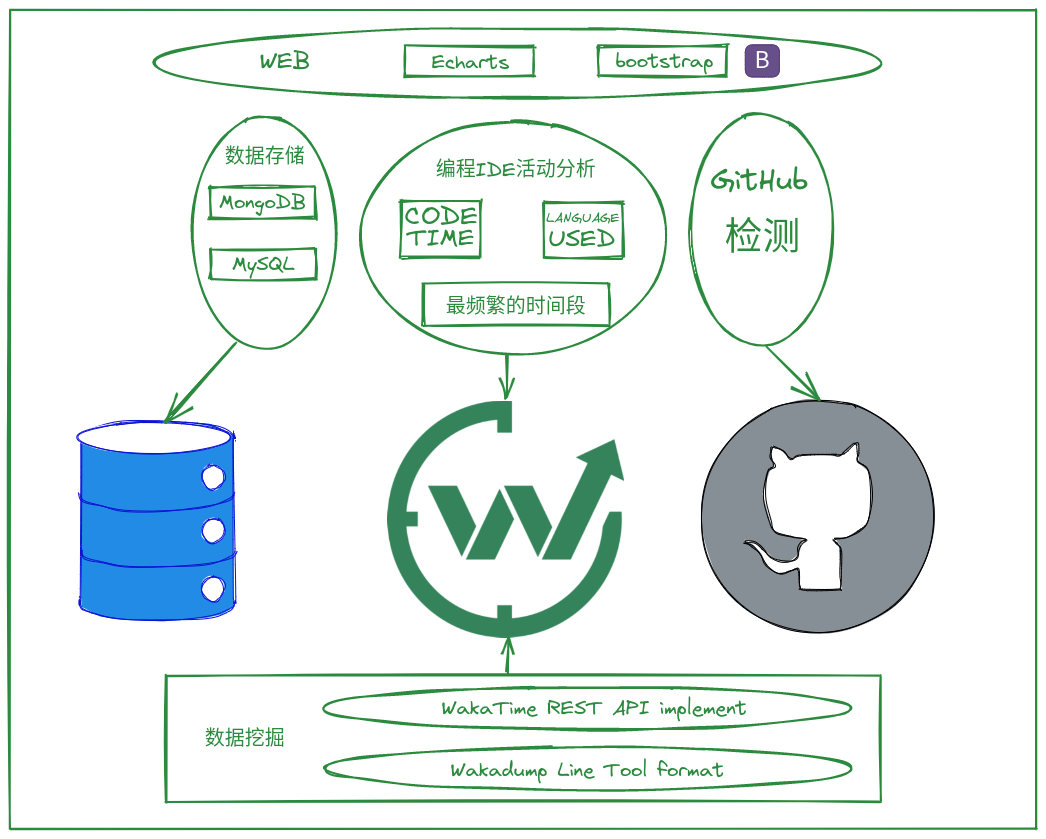 WEB
Echarts
bootstrap
B
数据存储
MongoDB
MySQL
编程IDE活动分析
CODE
TIME
LANGUAGE
USED
最频繁的时间段
GitHub
检测
W
数据挖掘
WakaTime REST API implement
Wakadump Line Tool format